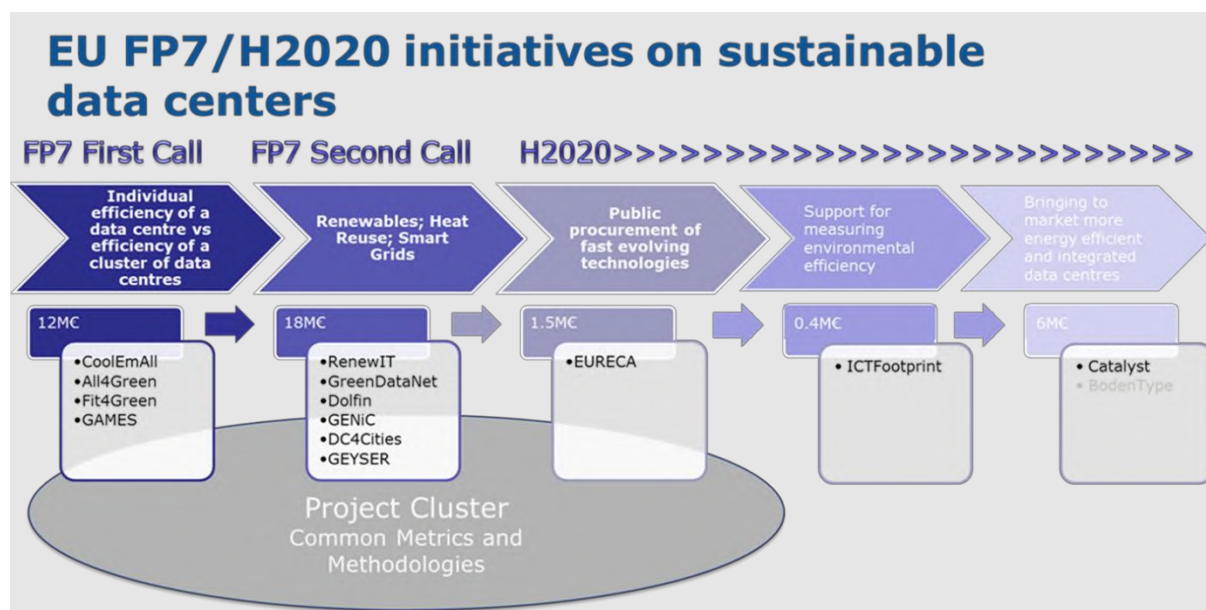 EU FP7/H2020 initiatives on sustainable
data centers
FP7 First Call
FP7 Second Call
H2020>>>>>>>>>>>>>>>>>>>>>>>>>
Individual
efficiency of a
data centre vs
efficiency of a
cluster of data
centres
Renewables; Heat
Reuse; Smart
Grids
Public
procurement of
fast evolving
technologies
Support for
measuring
environmental
efficiency
Bringing to
market more
energy efficient
and integrated
data centres
12M€
•CoolEmAll
•All4Green
•Fit4Green
•GAMES
18M€
•RenewIT
•GreenDataNet
•Dolfin
•GENiC
•DC4Cities
•GEYSER
1.5M€
•EURECA
0.4M€
• ICTFootprint
6M€
• Catalyst
• BodenType
Project Cluster
Common Metrics and
Methodologies